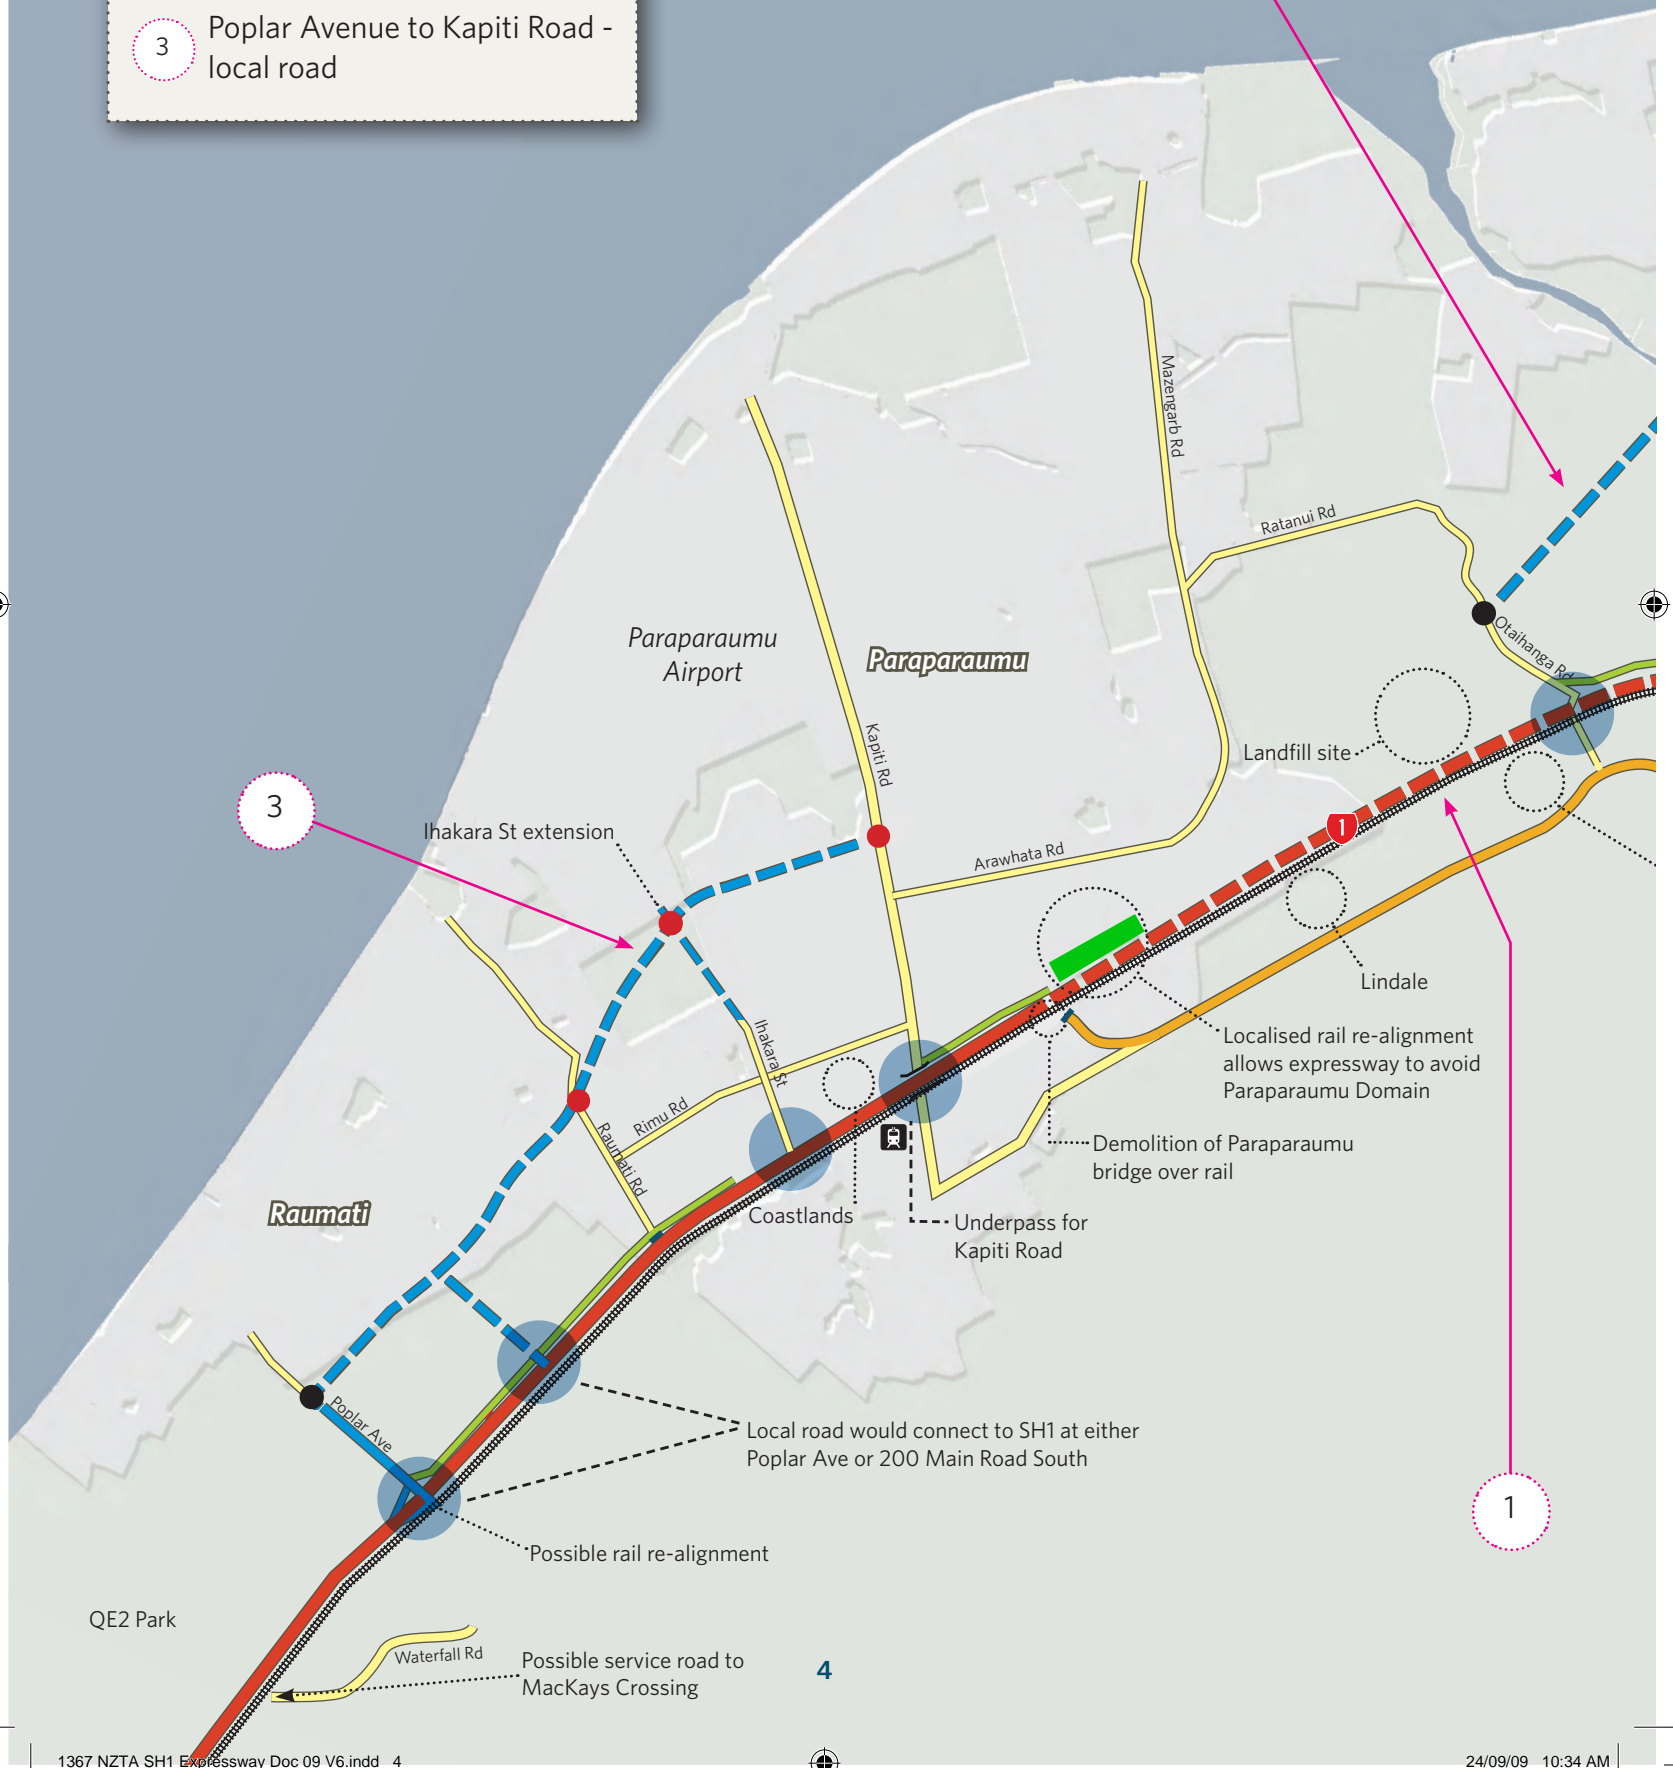 3
Poplar Avenue to Kapiti Road -
local road
Mazengarb Rd
Ratanui Rd
Otaihanga Rd
Paraparaumu
Airport
Paraparaumu
Kapiti Rd
Landfill site
3
Ihakara St extension
1
Arawhata Rd
Lindale
Localised rail re-alignment
allows expressway to avoid
Paraparaumu Domain
Ihakara St
Rimu Rd
Raumati Rd
Demolition of Paraparaumu
bridge over rail
Raumati
Coastlands
Underpass for
Kapiti Road
Poplar Ave
Local road would connect to SH1 at either
Poplar Ave or 200 Main Road South
1
Possible rail re-alignment
QE2 Park
Waterfall Rd
Possible service road to
MacKays Crossing
4
1367 NZTA SH1 Expressway Doc 09 V6.indd 4
24/09/09 10:34 AM